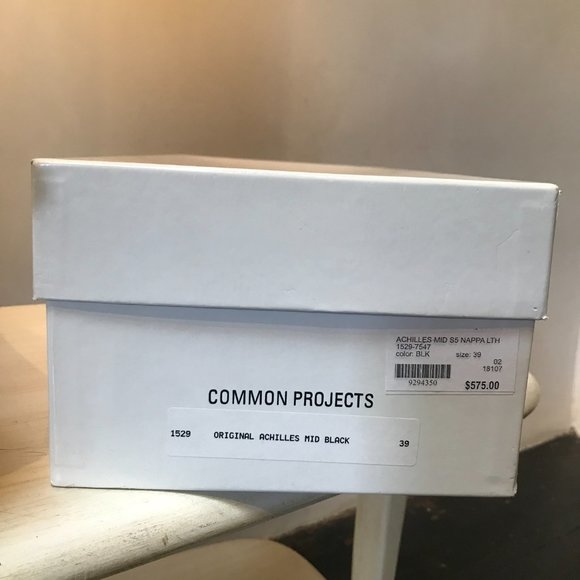 ACHILLES MID S5 NAPPA LTH
1529-7547
color: BLK size: 39
02
18107
9294350 $575.00
COMMON PROJECTS
1529 ORIGINAL ACHILLES MID BLACK 39